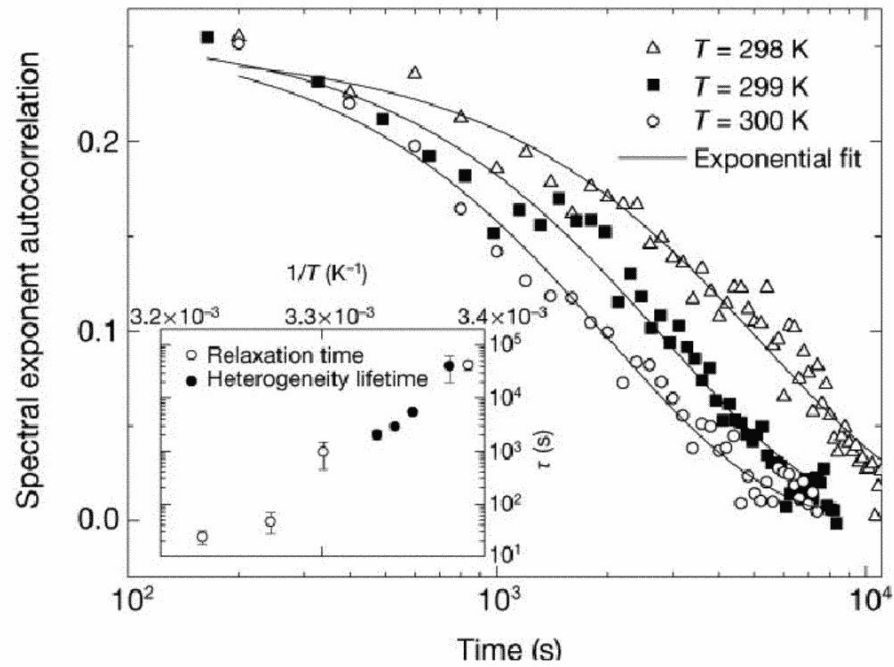 T = 298 K
T = 299 K
T = 300 K
Exponential fit
Spectral exponent autocorrelation
0.2
0.1
0.0
1/T (K⁻¹)
3.2×10⁻³ 3.3×10⁻³ 3.4×10⁻³
Relaxation time
Heterogeneity lifetime
10⁵
10⁴
10³
10²
10¹
τ (s)
10² 10³ 10⁴
Time (s)